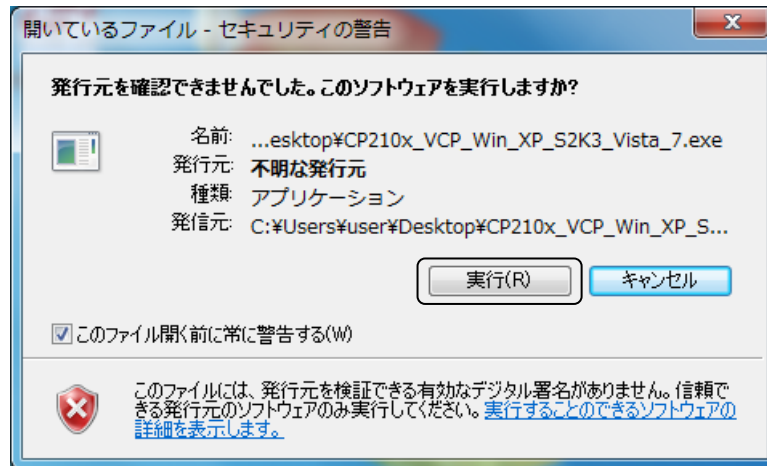 開いているファイル - セキュリティの警告
発行元を確認できませんでした。このソフトウェアを実行しますか?
名前: ...esktop¥CP210x_VCP_Win_XP_S2K3_Vista_7.exe
発行元: 不明な発行元
種類: アプリケーション
発信元: C:¥Users¥user¥Desktop¥CP210x_VCP_Win_XP_S...
実行(R) キャンセル
このファイル開く前に常に警告する(W)
このファイルには、発行元を検証できる有効なデジタル署名がありません。信頼で
きる発行元のソフトウェアのみ実行してください。実行することのできるソフトウェアの
詳細を表示します。